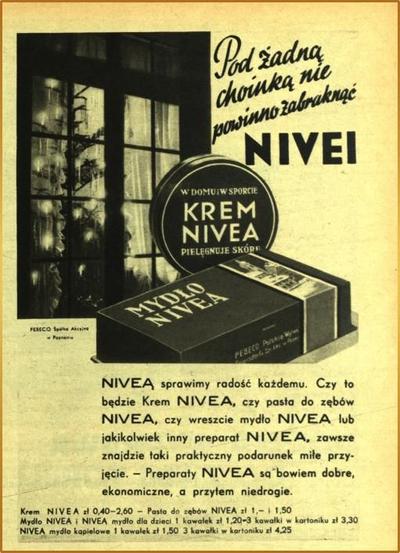 Pod żadną
choinką nie
powinno zabraknąć
NIVEI
W DOMU I W SPORCIE
KREM
NIVEA
PIELĘGNUJE SKÓRĘ
MYDŁO
NIVEA
PEBECO Polskie Wytw.
PEBECO Spółka Akcyjna
w Poznaniu
NIVEĄ sprawimy radość każdemu. Czy to
będzie Krem NIVEA, czy pasta do zębów
NIVEA, czy wreszcie mydło NIVEA lub
jakikolwiek inny preparat NIVEA, zawsze
znajdzie taki praktyczny podarunek miłe przy-
jęcie. – Preparaty NIVEA są bowiem dobre,
ekonomiczne, a przytem niedrogie.
Krem NIVEA zł 0,40–2,60 – Pasta do zębów NIVEA zł 1,– i 1,50
Mydło NIVEA i NIVEA mydło dla dzieci 1 kawałek zł 1,20–3 kawałki w kartoniku zł 3,30
NIVEA mydło kąpielowe 1 kawałek zł 1,50 3 kawałki w kartoniku zł 4,25